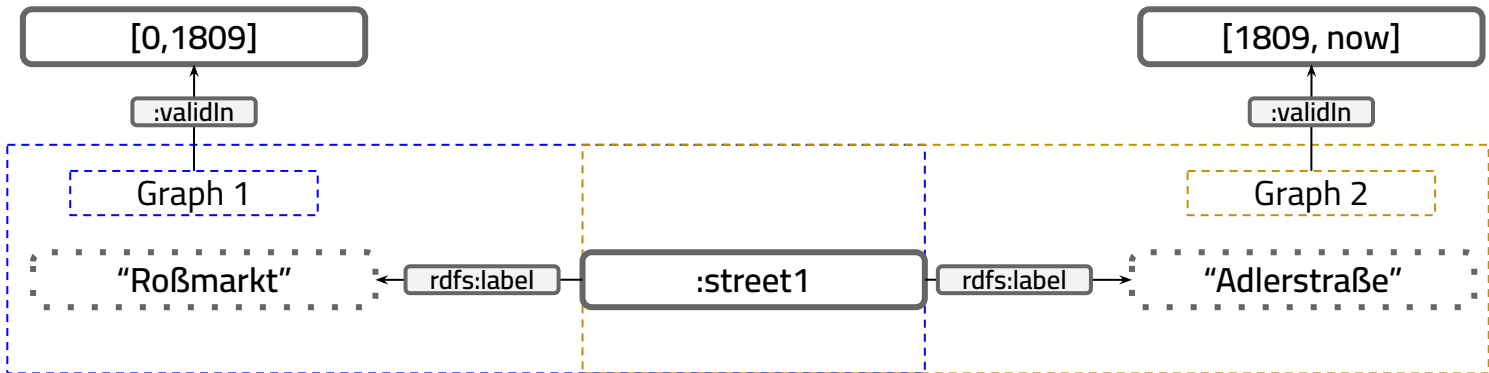 [0,1809]
[1809, now]
:validIn
:validIn
Graph 1
Graph 2
“Roßmarkt”
rdfs:label
:street1
rdfs:label
“Adlerstraße”